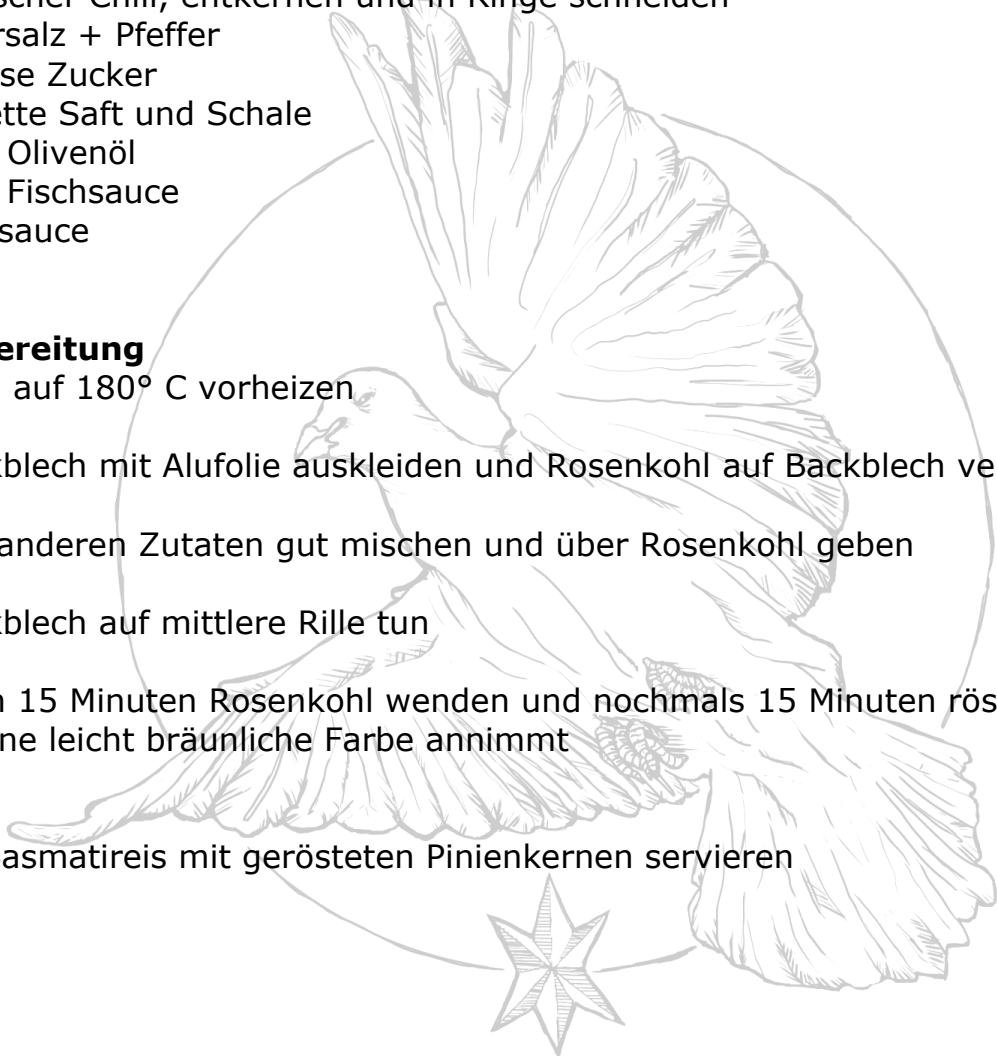 scher Chili, entkernen und in Ringe schneiden
rsalz + Pfeffer
se Zucker
ette Saft und Schale
Olivenöl
Fischsauce
sauce
ereitung
auf 180° C vorheizen
kblech mit Alufolie auskleiden und Rosenkohl auf Backblech ve
anderen Zutaten gut mischen und über Rosenkohl geben
kblech auf mittlere Rille tun
n 15 Minuten Rosenkohl wenden und nochmals 15 Minuten rös
ne leicht bräunliche Farbe annimmt
asmatireis mit gerösteten Pinienkernen servieren